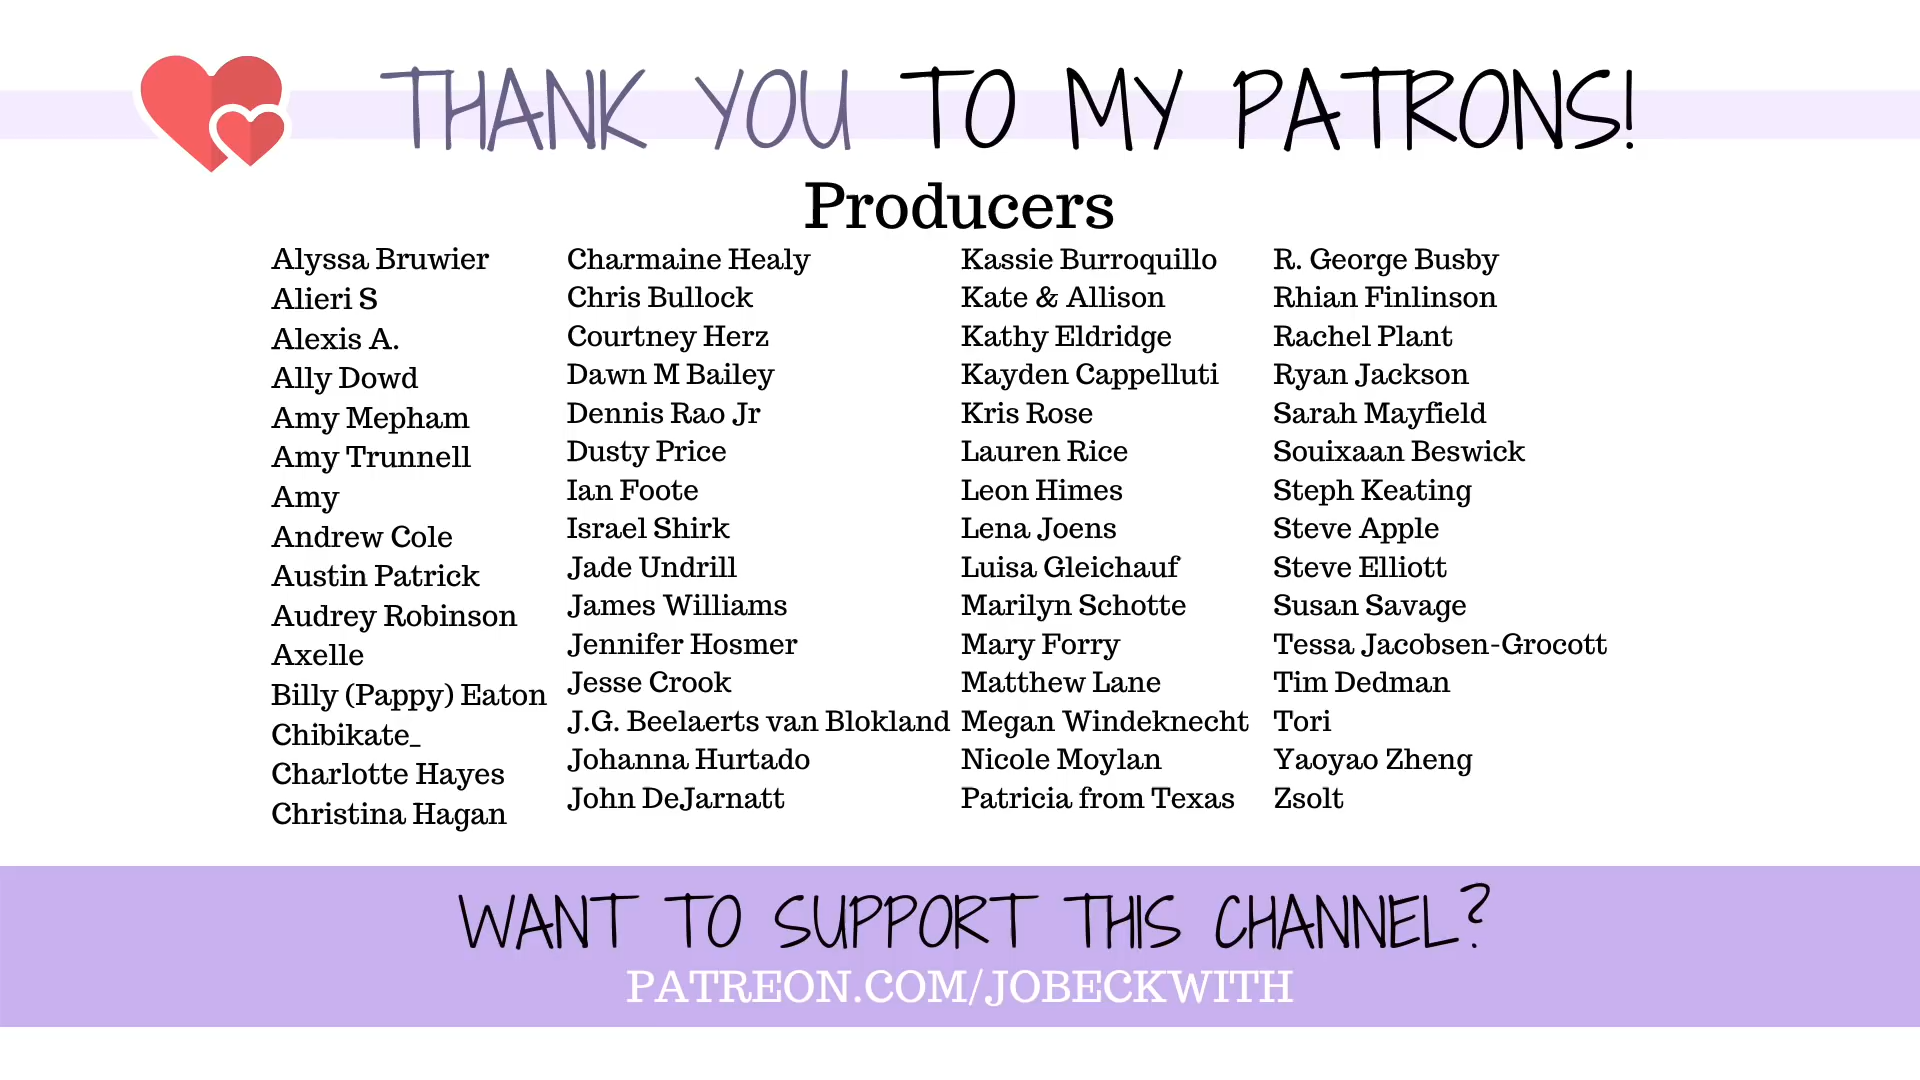 THANK YOU TO MY PATRONS!
Producers
Alyssa Bruwier
Alieri S
Alexis A.
Ally Dowd
Amy Mepham
Amy Trunnell
Amy
Andrew Cole
Austin Patrick
Audrey Robinson
Axelle
Billy (Pappy) Eaton
Chibikate_
Charlotte Hayes
Christina Hagan
Charmaine Healy
Chris Bullock
Courtney Herz
Dawn M Bailey
Dennis Rao Jr
Dusty Price
Ian Foote
Israel Shirk
Jade Undrill
James Williams
Jennifer Hosmer
Jesse Crook
J.G. Beelaerts van Blokland
Johanna Hurtado
John DeJarnatt
Kassie Burroquillo
Kate & Allison
Kathy Eldridge
Kayden Cappelluti
Kris Rose
Lauren Rice
Leon Himes
Lena Joens
Luisa Gleichauf
Marilyn Schotte
Mary Forry
Matthew Lane
Megan Windeknecht
Nicole Moylan
Patricia from Texas
R. George Busby
Rhian Finlinson
Rachel Plant
Ryan Jackson
Sarah Mayfield
Souixaan Beswick
Steph Keating
Steve Apple
Steve Elliott
Susan Savage
Tessa Jacobsen-Grocott
Tim Dedman
Tori
Yaoyao Zheng
Zsolt
WANT TO SUPPORT THIS CHANNEL?
PATREON.COM/JOBECKWITH